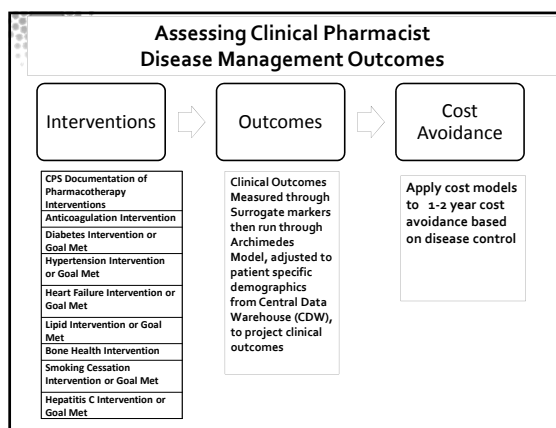 Assessing Clinical Pharmacist
Disease Management Outcomes
Interventions
Outcomes
Cost
Avoidance
CPS Documentation of
Pharmacotherapy
Interventions
Anticoagulation Intervention
Diabetes Intervention or
Goal Met
Hypertension Intervention
or Goal Met
Heart Failure Intervention or
Goal Met
Lipid Intervention or Goal
Met
Bone Health Intervention
Smoking Cessation
Intervention or Goal Met
Hepatitis C Intervention or
Goal Met
Clinical Outcomes
Measured through
Surrogate markers
then run through
Archimedes
Model, adjusted to
patient specific
demographics
from Central Data
Warehouse (CDW),
to project clinical
outcomes
Apply cost models
to 1-2 year cost
avoidance based
on disease control